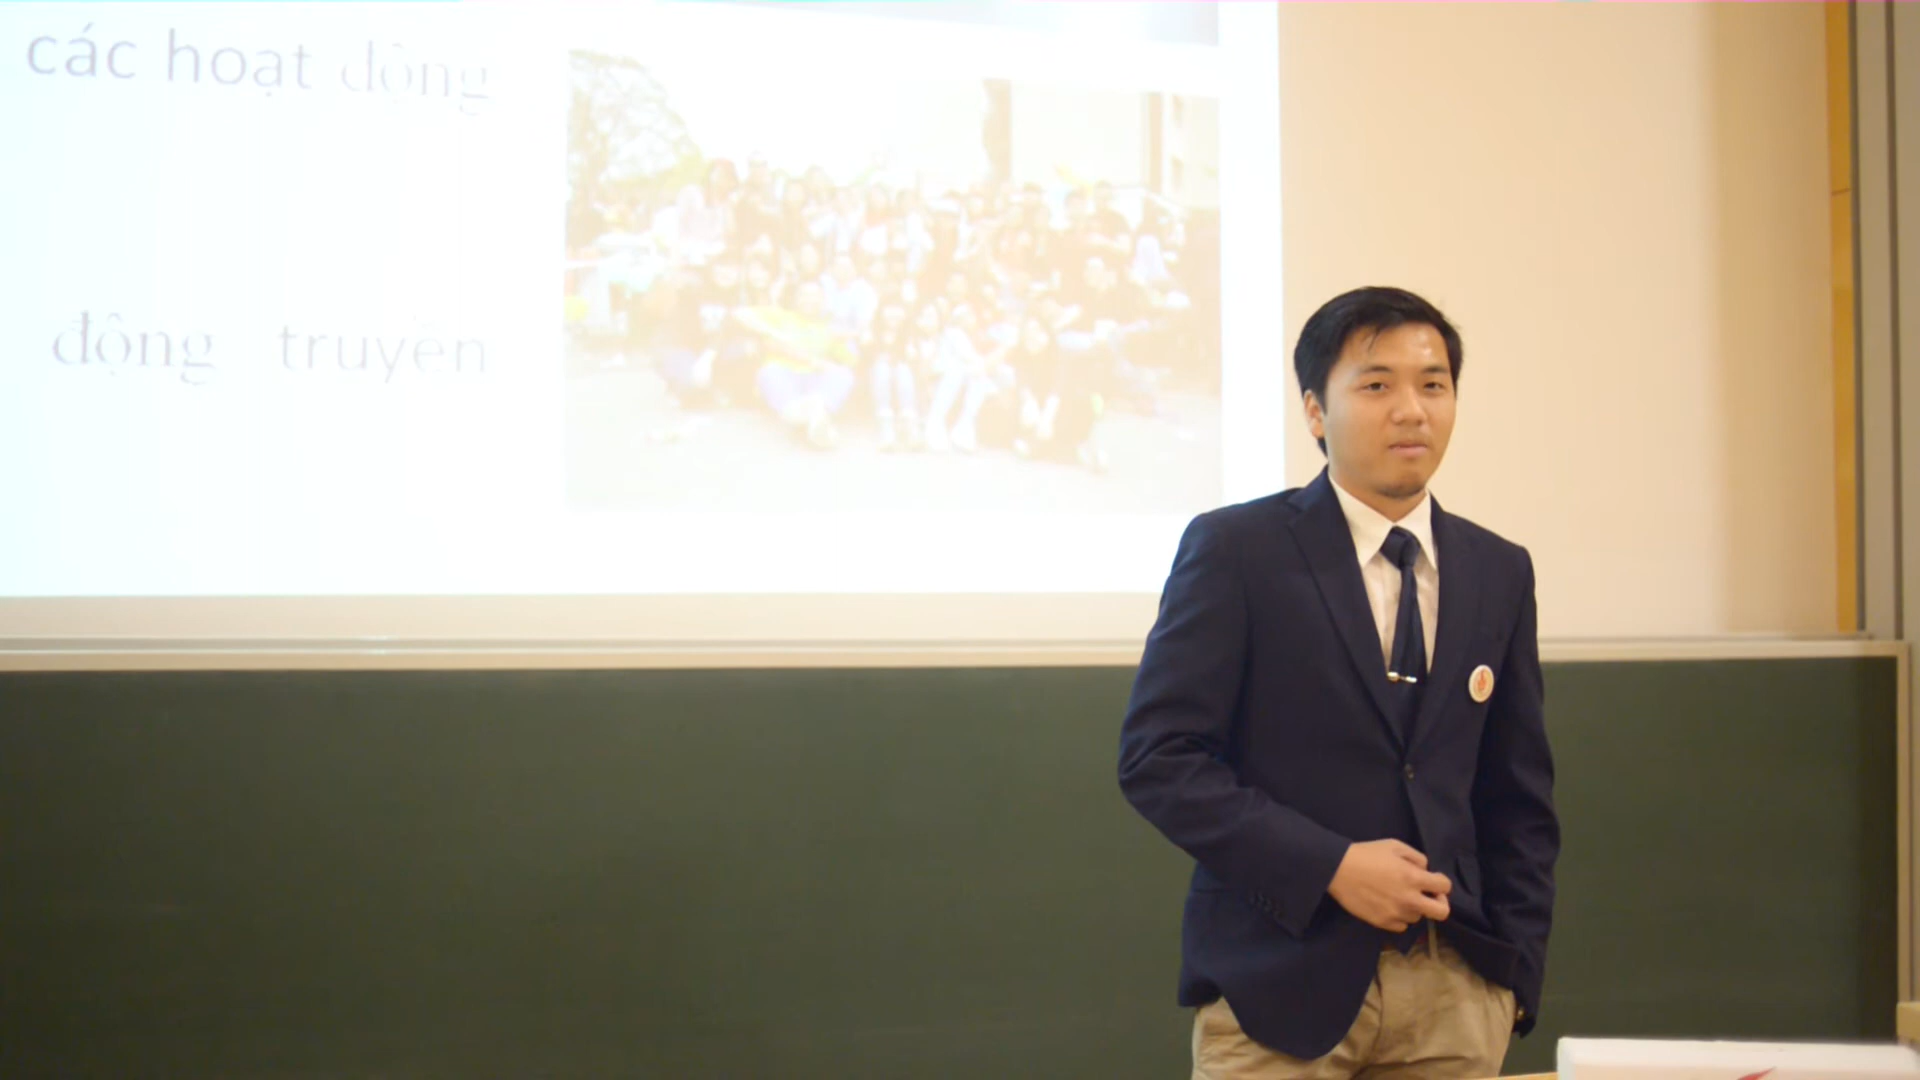 các hoạt động
động truyền